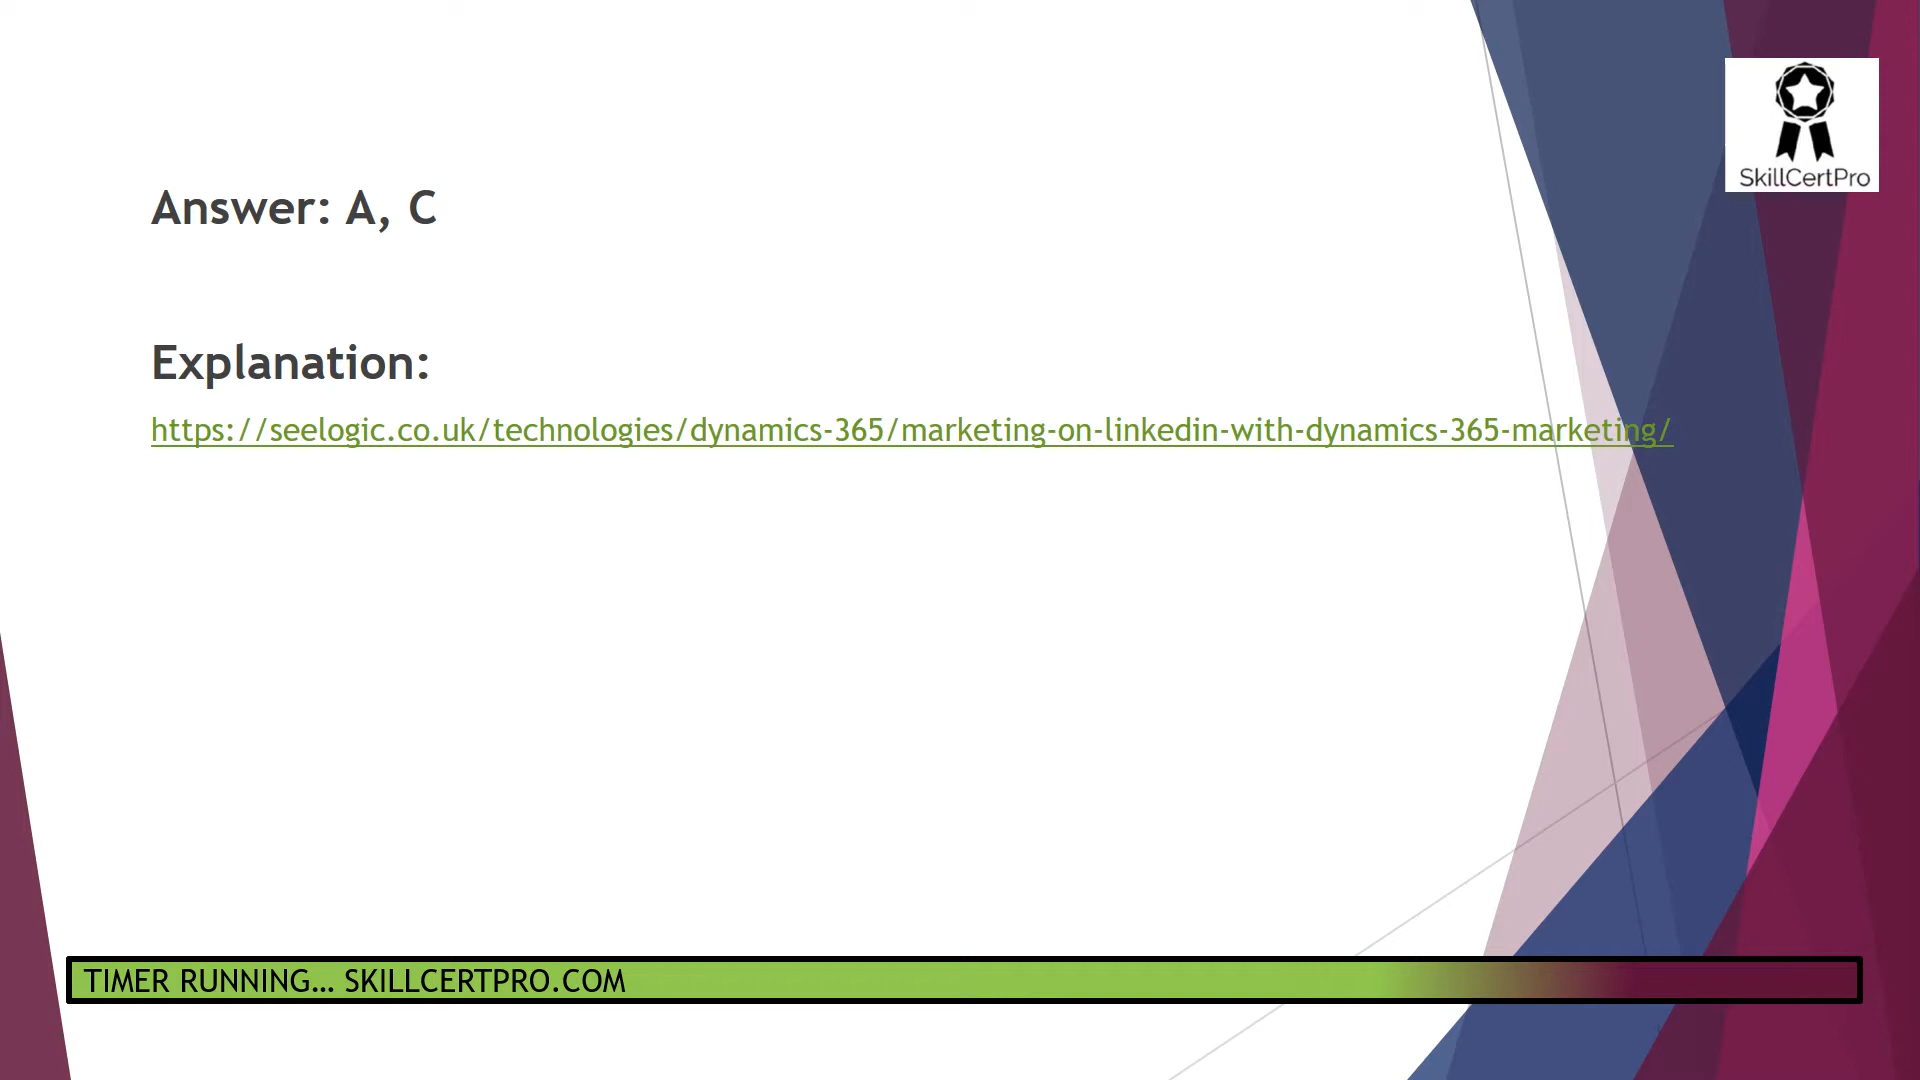 SkillCertPro
Answer: A, C
Explanation:
https://seelogic.co.uk/technologies/dynamics-365/marketing-on-linkedin-with-dynamics-365-marketing/
TIMER RUNNING... SKILLCERTPRO.COM